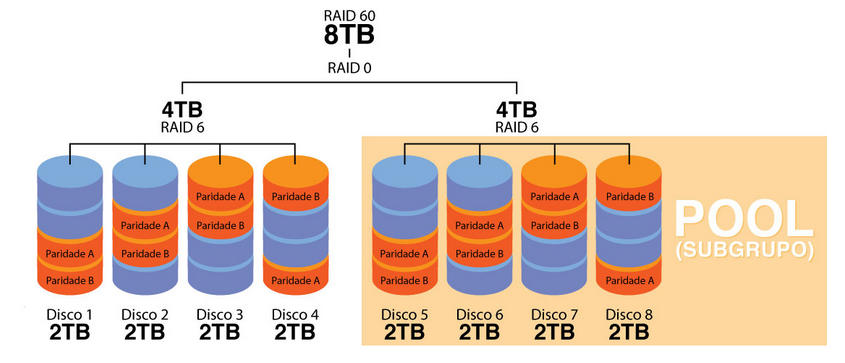 RAID 60
8TB
RAID 0
4TB
RAID 6
4TB
RAID 6
Paridade A
Paridade B
Paridade A
Paridade B
Paridade A
Paridade B
Paridade B
Paridade A
Paridade A
Paridade B
Paridade A
Paridade B
Paridade A
Paridade B
Paridade B
Paridade A
POOL
(SUBGRUPO)
Disco 1
2TB
Disco 2
2TB
Disco 3
2TB
Disco 4
2TB
Disco 5
2TB
Disco 6
2TB
Disco 7
2TB
Disco 8
2TB